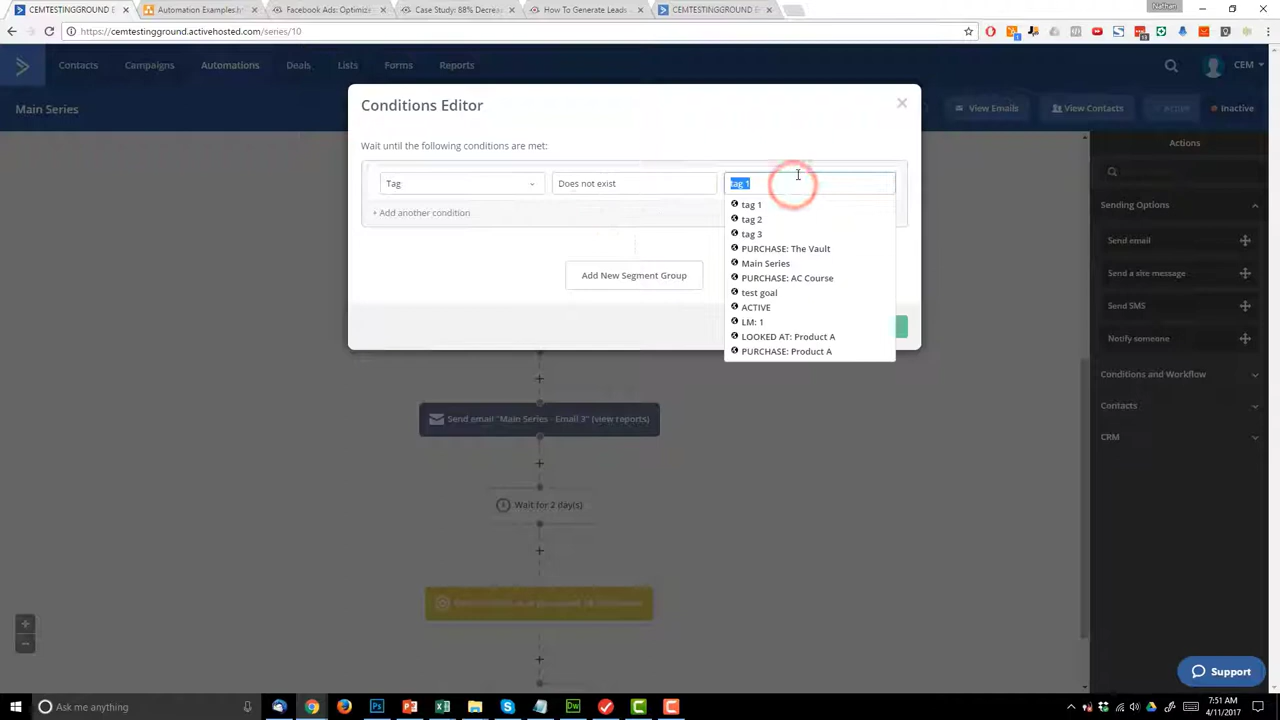 CEMTESTINGGROUND E
Automation Examples.h
Facebook Ads: Optimize
Case Study: 88% Decrea
How To Generate Leads
CEMTESTINGGROUND E
Nathan
https://cemtestingground.activehosted.com/series/10
Contacts Campaigns Automations Deals Lists Forms Reports CEM
Main Series View Emails View Contacts Active Inactive
Conditions Editor
Wait until the following conditions are met:
Tag Does not exist tag 1
+ Add another condition
tag 1
tag 2
tag 3
PURCHASE: The Vault
Main Series
PURCHASE: AC Course
test goal
ACTIVE
LM: 1
LOOKED AT: Product A
PURCHASE: Product A
Add New Segment Group
Send email "Main Series - Email 3" (view reports)
Wait for 2 day(s)
Actions
Sending Options
Send email
Send a site message
Send SMS
Notify someone
Conditions and Workflow
Contacts
CRM
Support
Ask me anything
7:51 AM
4/11/2017